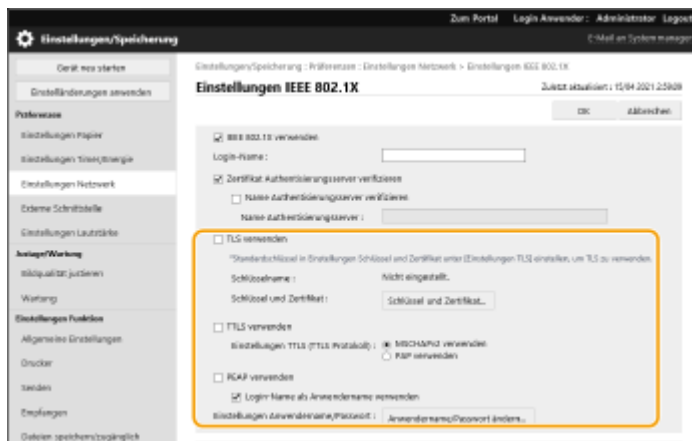 Zum Portal Login Anwender: Administrator Logout
Einstellungen/Speicherung E-Mail an System manager
Gerät neu starten
Einstelländerungen anwenden
Präferenzen
Einstellungen Papier
Einstellungen Timer/Energie
Einstellungen Netzwerk
Externe Schnittstelle
Einstellungen Lautstärke
Justage/Wartung
Bildqualität justieren
Wartung
Einstellungen Funktion
Allgemeine Einstellungen
Drucker
Senden
Empfangen
Dateien speichern/zugänglich
Einstellungen/Speicherung : Präferenzen : Einstellungen Netzwerk > Einstellungen IEEE 802.1X
Einstellungen IEEE 802.1X
Zuletzt aktualisiert : 15/04 2021 2:59:09
OK Abbrechen
IEEE 802.1X verwenden
Login-Name :
Zertifikat Authentisierungsserver verifizieren
Name Authentisierungsserver verifizieren
Name Authentisierungsserver :
TLS verwenden
*Standardschlüssel in Einstellungen Schlüssel und Zertifikat unter [Einstellungen TLS] einstellen, um TLS zu verwenden.
Schlüsselname : Nicht eingestellt.
Schlüssel und Zertifikat : Schlüssel und Zertifikat...
TTLS verwenden
Einstellungen TTLS (TTLS Protokoll) : MSCHAPv2 verwenden
PAP verwenden
PEAP verwenden
Login-Name als Anwendername verwenden
Einstellungen Anwendername/Passwort : Anwendername/Passwort ändern...